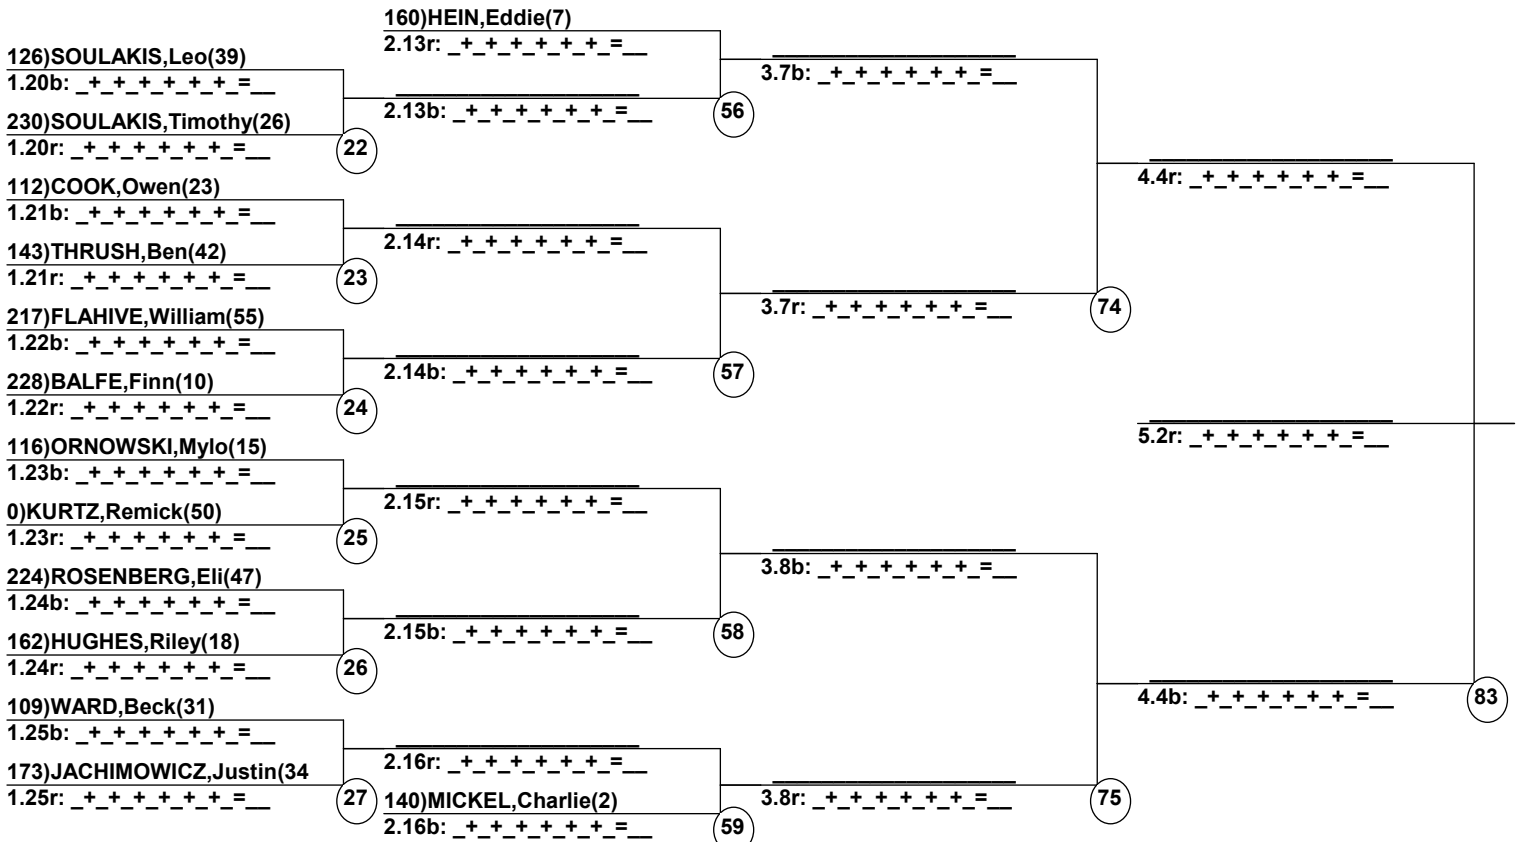 160)HEIN,Eddie(7)
2.13r: _+_+_+_+_+_=__
126)SOULAKIS,Leo(39)
1.20b: _+_+_+_+_+_=__
2.13b: _+_+_+_+_+_=__
56
230)SOULAKIS,Timothy(26)
1.20r: _+_+_+_+_+_=__
22
3.7b: _+_+_+_+_+_=__
112)COOK,Owen(23)
1.21b: _+_+_+_+_+_=__
2.14r: _+_+_+_+_+_=__
143)THRUSH,Ben(42)
1.21r: _+_+_+_+_+_=__
23
4.4r: _+_+_+_+_+_=__
3.7r: _+_+_+_+_+_=__
74
217)FLAHIVE,William(55)
1.22b: _+_+_+_+_+_=__
2.14b: _+_+_+_+_+_=__
57
228)BALFE,Finn(10)
1.22r: _+_+_+_+_+_=__
24
5.2r: _+_+_+_+_+_=__
116)ORNOWSKI,Mylo(15)
1.23b: _+_+_+_+_+_=__
2.15r: _+_+_+_+_+_=__
0)KURTZ,Remick(50)
1.23r: _+_+_+_+_+_=__
25
3.8b: _+_+_+_+_+_=__
224)ROSENBERG,Eli(47)
1.24b: _+_+_+_+_+_=__
2.15b: _+_+_+_+_+_=__
58
162)HUGHES,Riley(18)
1.24r: _+_+_+_+_+_=__
26
4.4b: _+_+_+_+_+_=__
83
109)WARD,Beck(31)
1.25b: _+_+_+_+_+_=__
2.16r: _+_+_+_+_+_=__
173)JACHIMOWICZ,Justin(34
1.25r: _+_+_+_+_+_=__
27
3.8r: _+_+_+_+_+_=__
75
140)MICKEL,Charlie(2)
2.16b: _+_+_+_+_+_=__
59